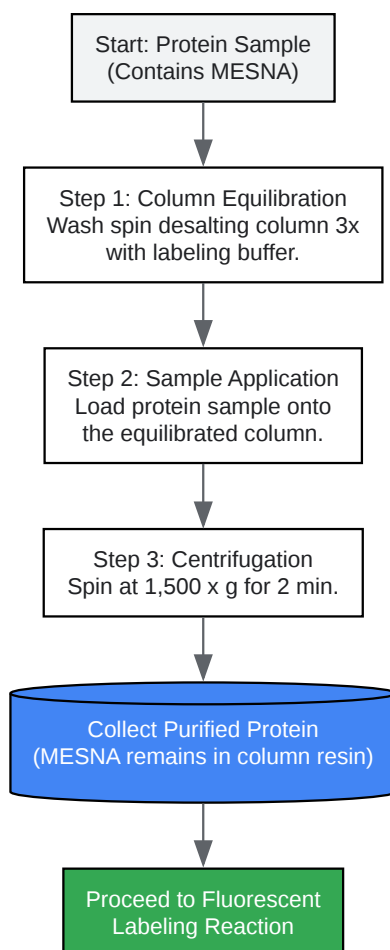 Start: Protein Sample
(Contains MESNA)
Step 1: Column Equilibration
Wash spin desalting column 3x
with labeling buffer.
Step 2: Sample Application
Load protein sample onto
the equilibrated column.
Step 3: Centrifugation
Spin at 1,500 x g for 2 min.
Collect Purified Protein
(MESNA remains in column resin)
Proceed to Fluorescent
Labeling Reaction